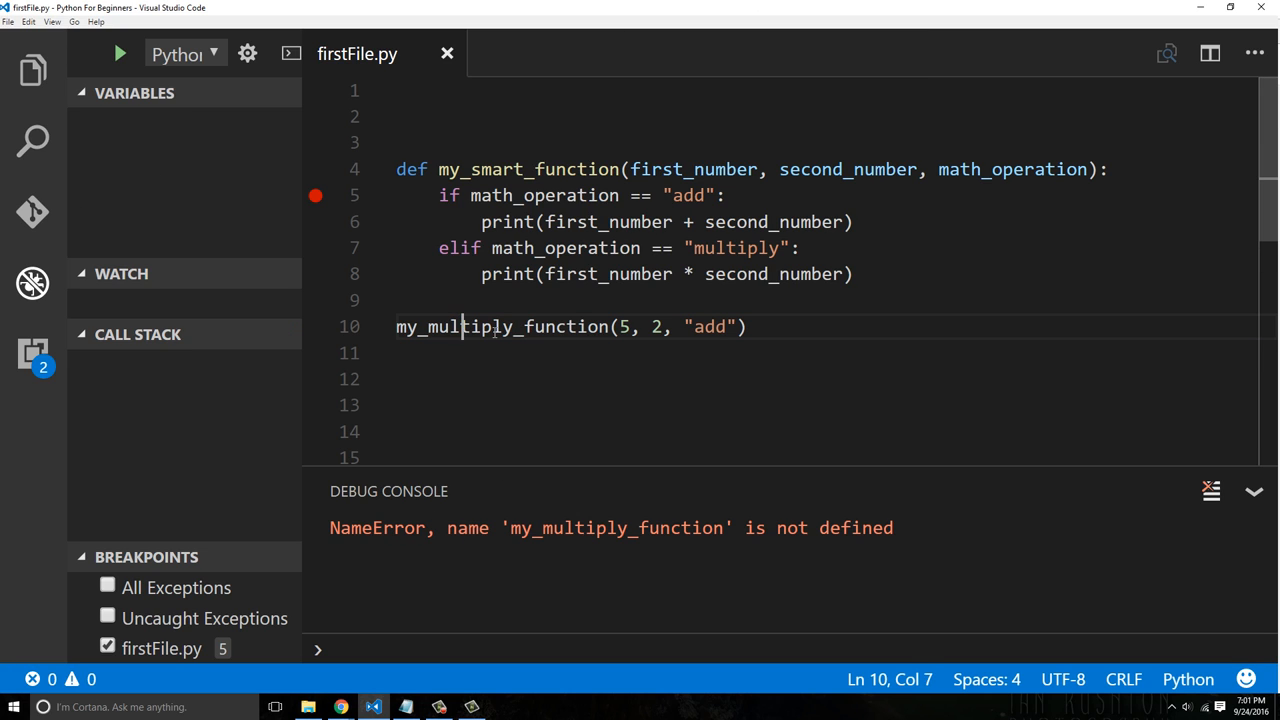 firstFile.py - Python For Beginners - Visual Studio Code
File Edit View Go Help
Pythor
firstFile.py
VARIABLES
WATCH
CALL STACK
BREAKPOINTS
All Exceptions
Uncaught Exceptions
firstFile.py 5
2
1
2
3
4 def my_smart_function(first_number, second_number, math_operation):
5 if math_operation == "add":
6 print(first_number + second_number)
7 elif math_operation == "multiply":
8 print(first_number * second_number)
9
10 my_multiply_function(5, 2, "add")
11
12
13
14
15
DEBUG CONSOLE
NameError, name 'my_multiply_function' is not defined
0 0
Ln 10, Col 7 Spaces: 4 UTF-8 CRLF Python
I'm Cortana. Ask me anything.
7:01 PM
9/24/2016